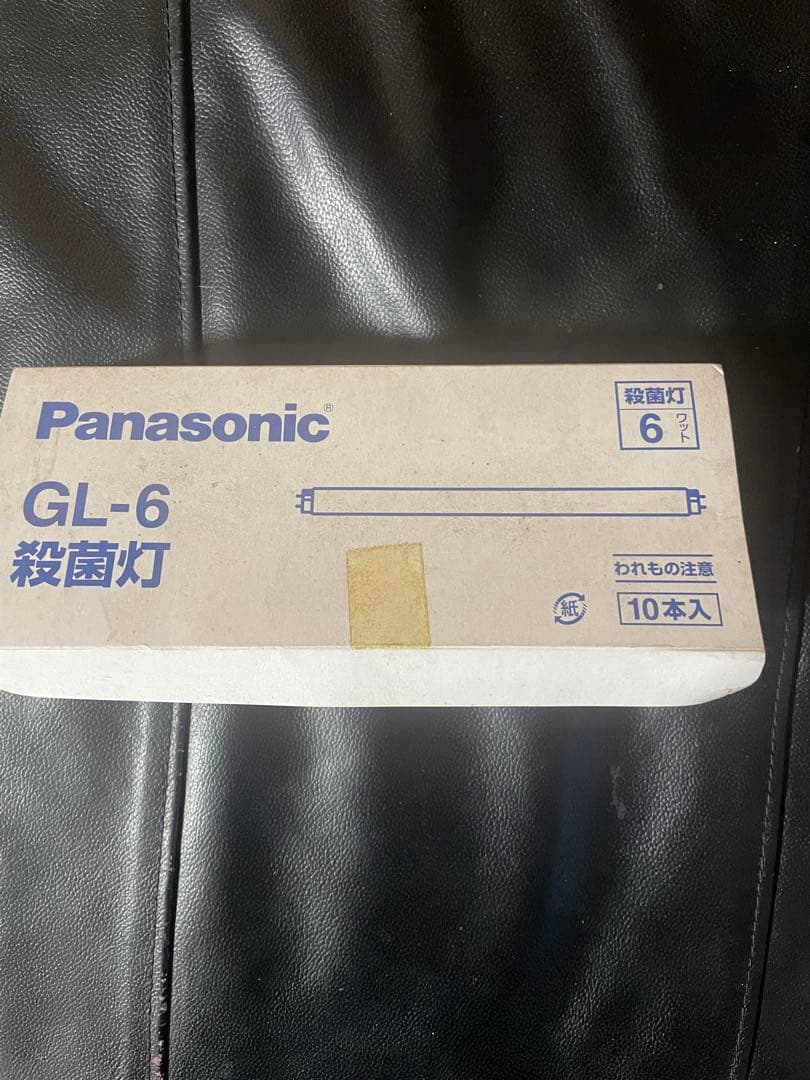 Panasonic®
殺菌灯
6 ワット
GL-6
殺菌灯
われもの注意
紙
10本入